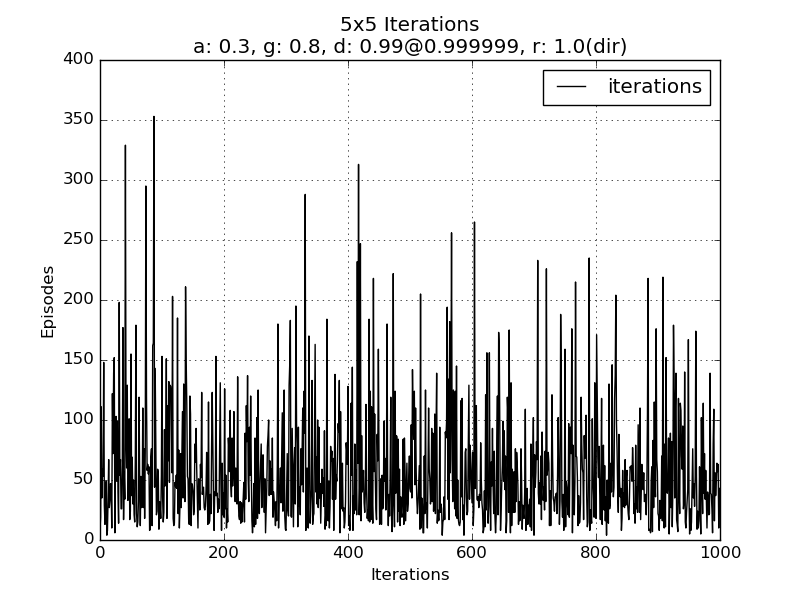 5x5 Iterations
a: 0.3, g: 0.8, d: 0.99@0.999999, r: 1.0(dir)
iterations
400
350
300
250
200
150
100
50
0
Episodes
0 200 400 600 800 1000
Iterations